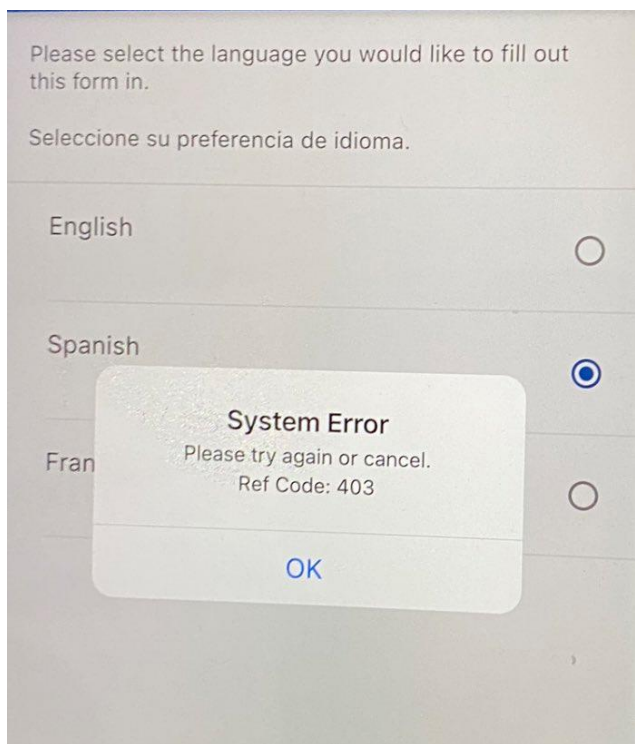 Please select the language you would like to fill out
this form in.
Seleccione su preferencia de idioma.
English
Spanish
System Error
Please try again or cancel.
Ref Code: 403
Fran
OK